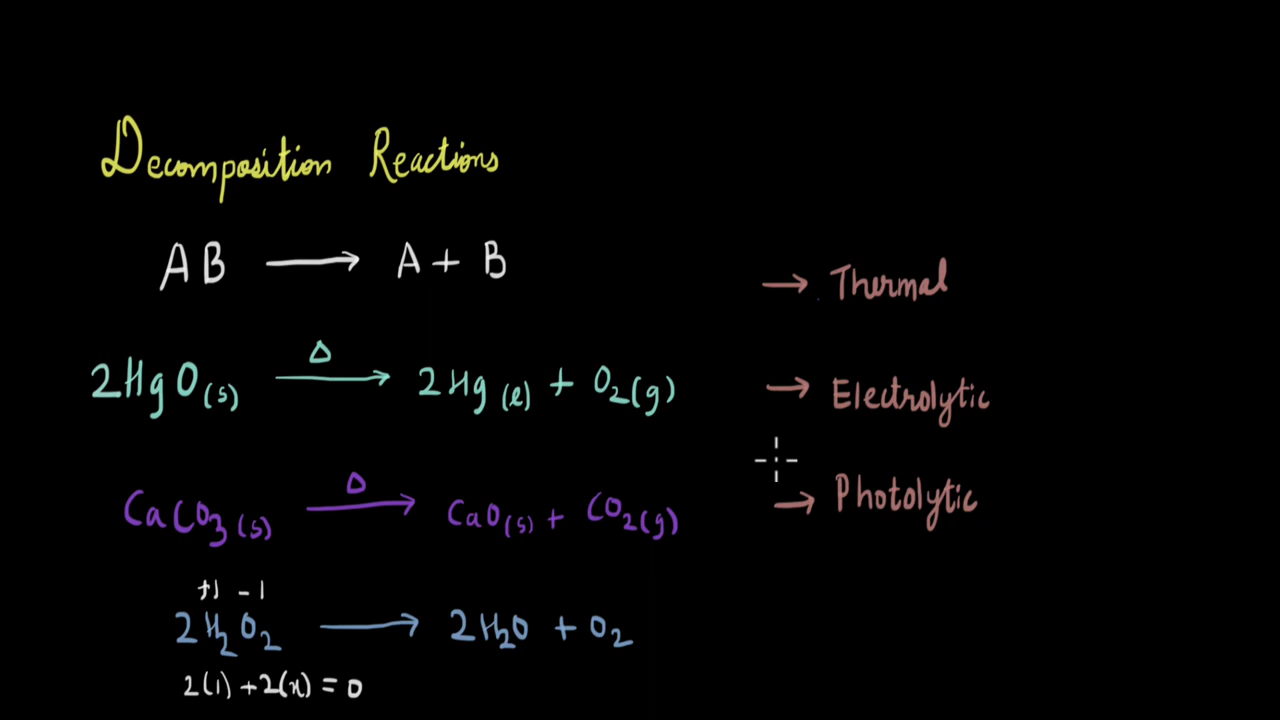 Decomposition Reactions
AB ⟶ A + B
→ Thermal
2HgO(s) ⟶ Δ 2Hg(l) + O₂(g)
→ Electrolytic
→ Photolytic
CaCO₃(s) ⟶ Δ CaO(s) + CO₂(g)
+1 -1
2H₂O₂ ⟶ 2H₂O + O₂
2(1) + 2(x) = 0